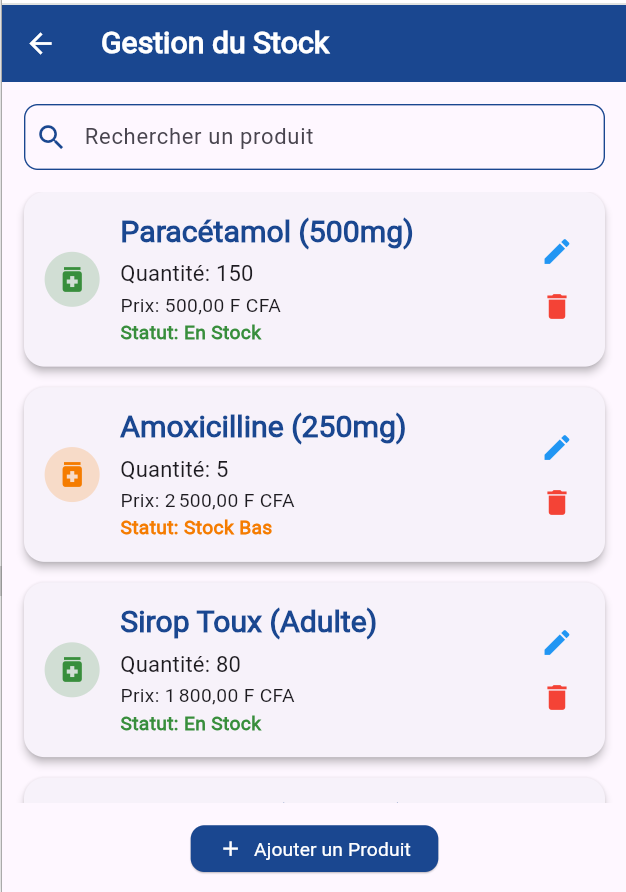 Gestion du Stock
Rechercher un produit
Paracétamol (500mg)
Quantité: 150
Prix: 500,00 F CFA
Statut: En Stock
Amoxicilline (250mg)
Quantité: 5
Prix: 2 500,00 F CFA
Statut: Stock Bas
Sirop Toux (Adulte)
Quantité: 80
Prix: 1 800,00 F CFA
Statut: En Stock
+ Ajouter un Produit